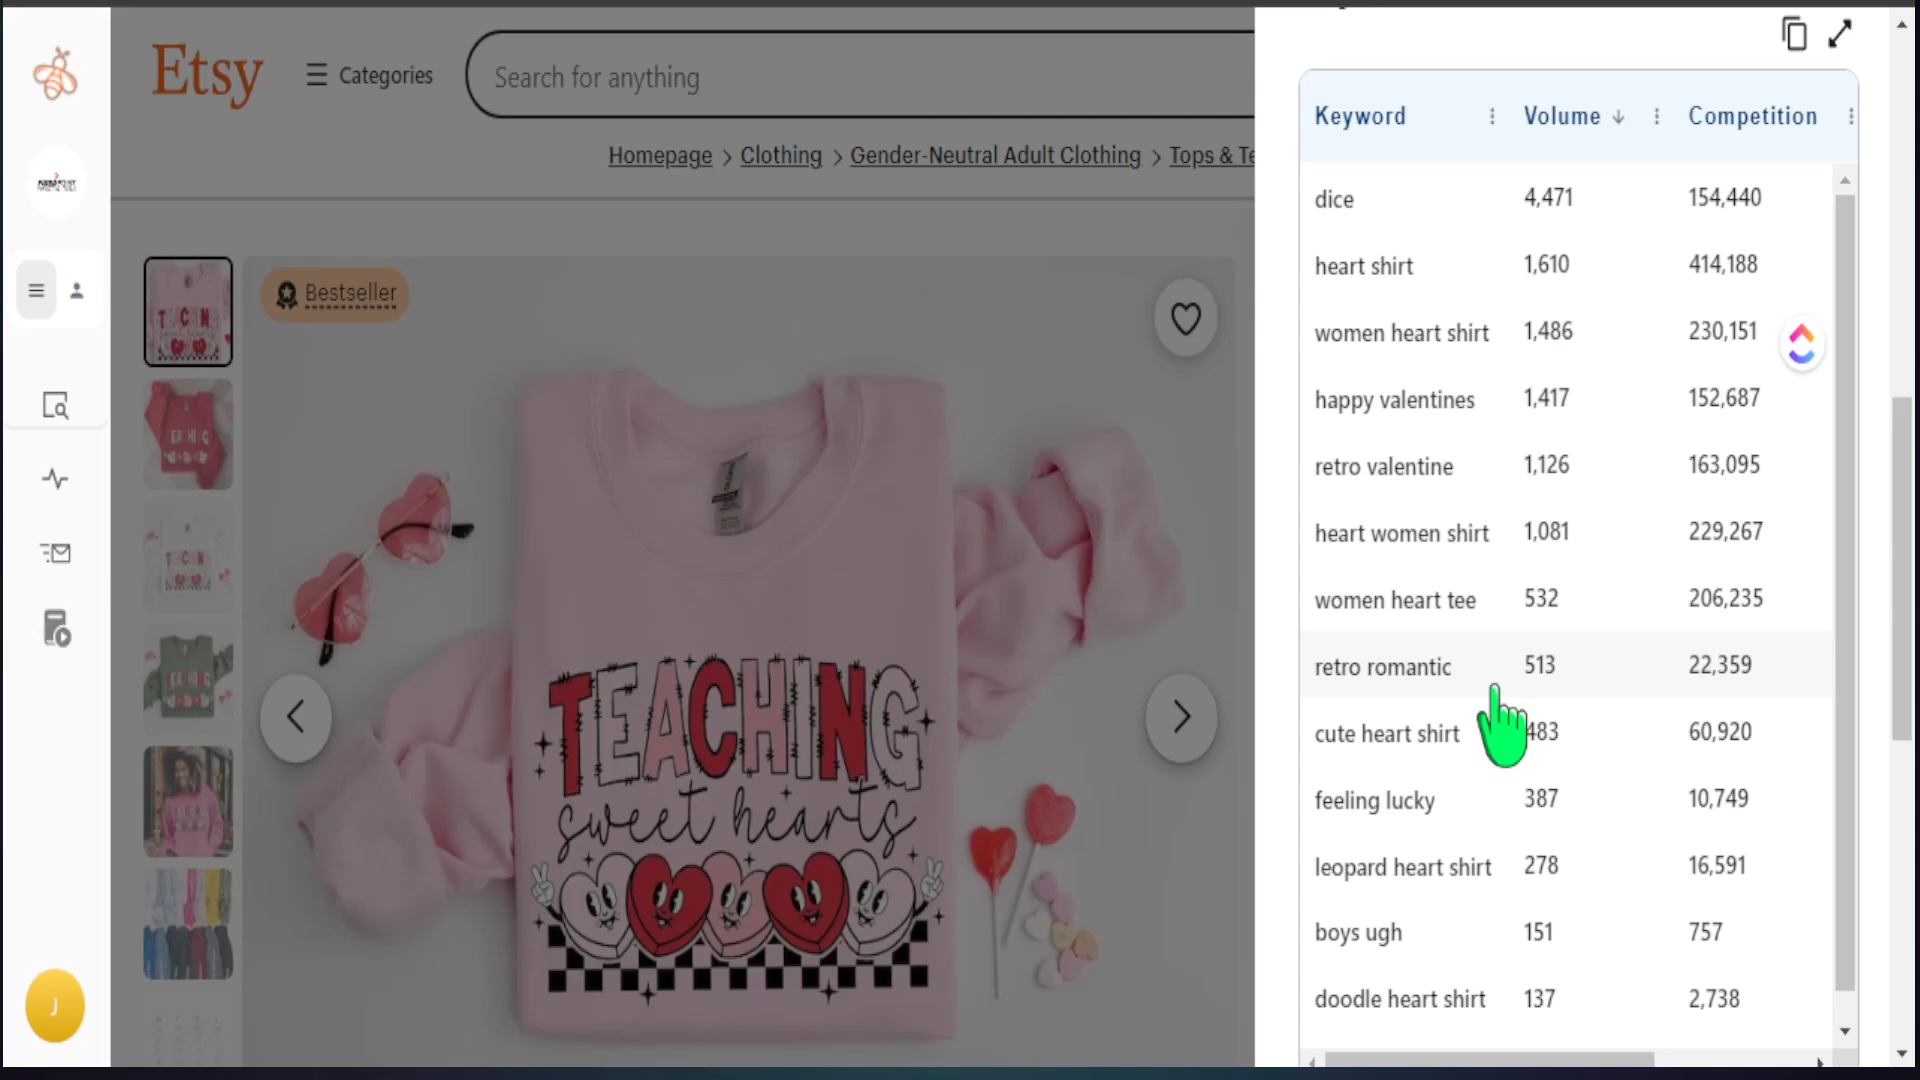 Etsy
Categories
Search for anything
Homepage > Clothing > Gender-Neutral Adult Clothing > Tops & Te
Bestseller
TEACHING
sweet hearts
J
Keyword Volume ↓ Competition
dice 4,471 154,440
heart shirt 1,610 414,188
women heart shirt 1,486 230,151
happy valentines 1,417 152,687
retro valentine 1,126 163,095
heart women shirt 1,081 229,267
women heart tee 532 206,235
retro romantic 513 22,359
cute heart shirt 483 60,920
feeling lucky 387 10,749
leopard heart shirt 278 16,591
boys ugh 151 757
doodle heart shirt 137 2,738